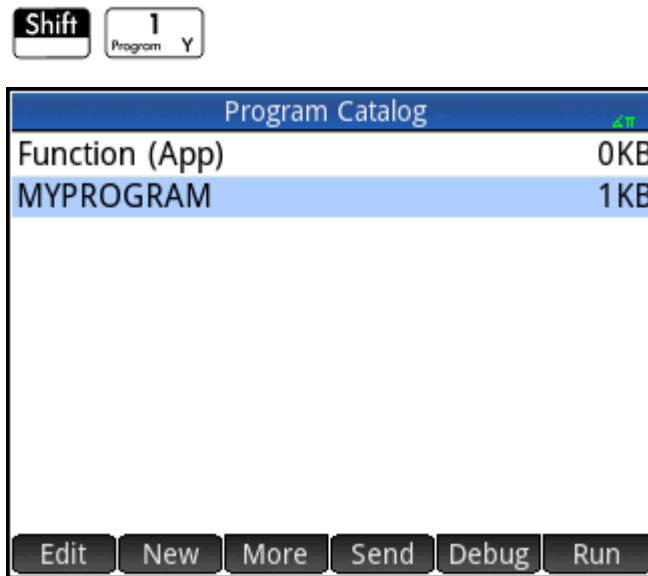 Shift 1
Program Y
Program Catalog
∡π
Function (App) 0KB
MYPROGRAM 1KB
Edit New More Send Debug Run